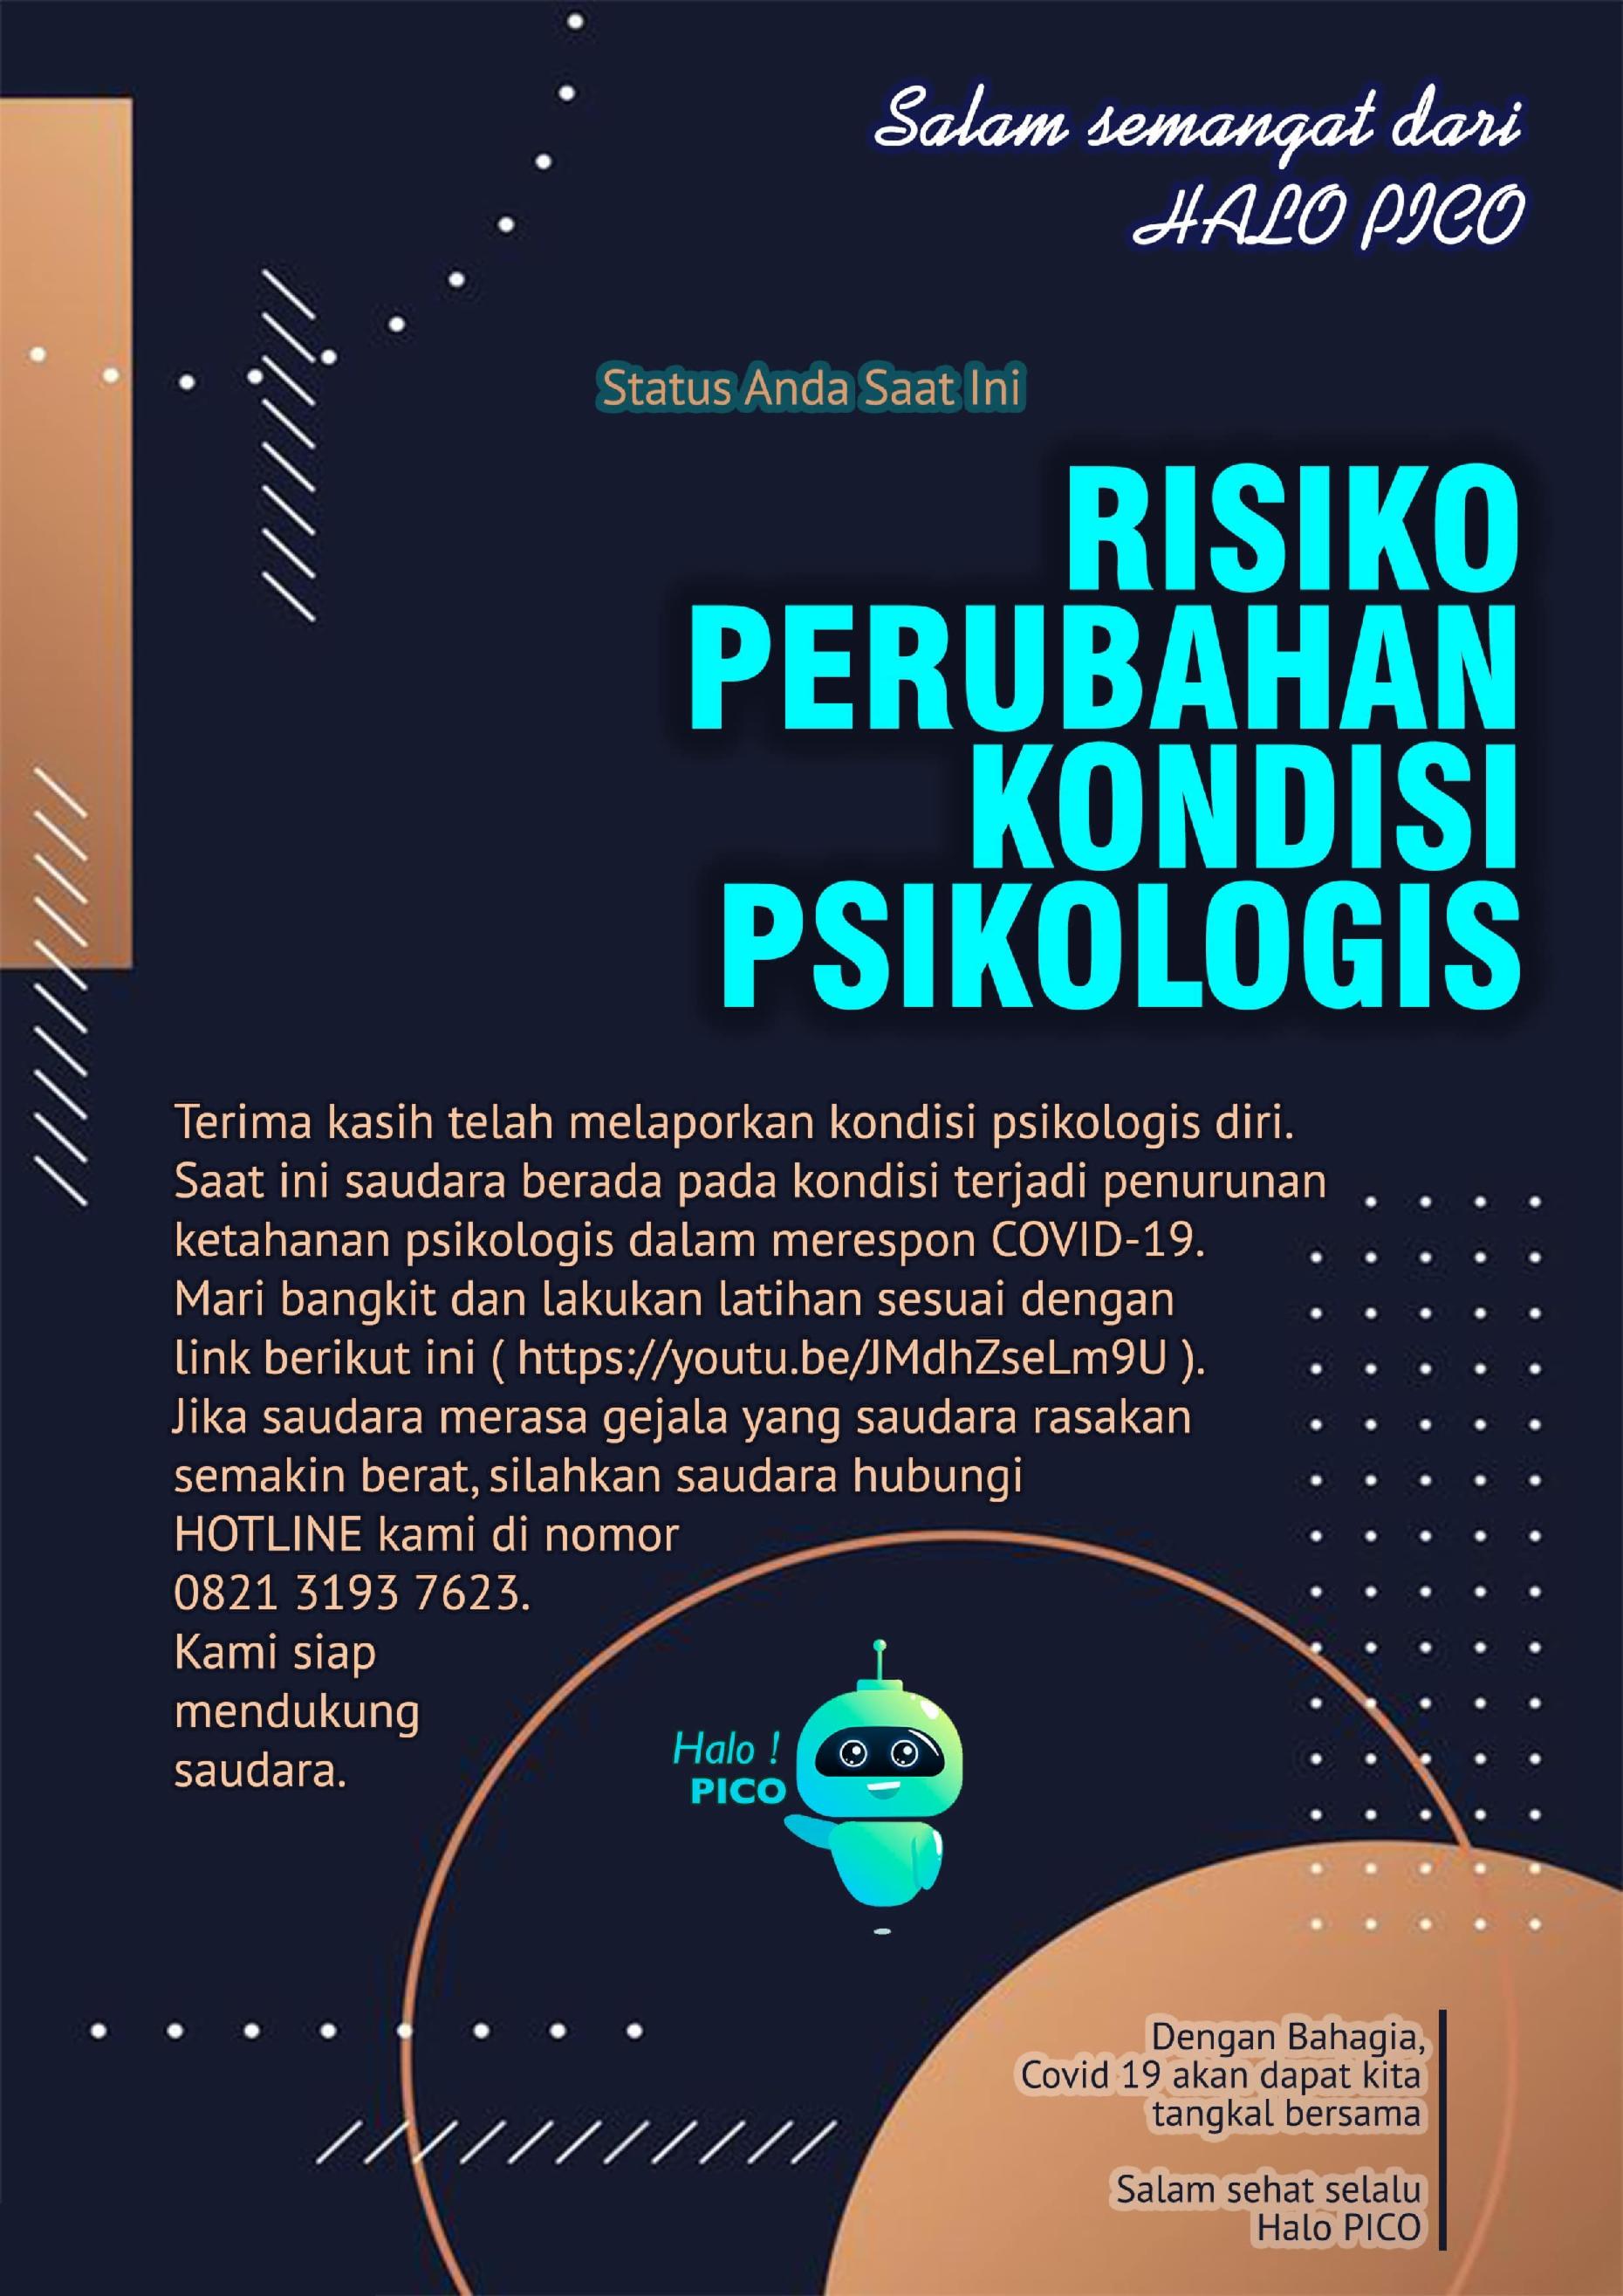 Salam semangat dari
HALO PICO
Status Anda Saat Ini
RISIKO
PERUBAHAN
KONDISI
PSIKOLOGIS
Terima kasih telah melaporkan kondisi psikologis diri.
Saat ini saudara berada pada kondisi terjadi penurunan
ketahanan psikologis dalam merespon COVID-19.
Mari bangkit dan lakukan latihan sesuai dengan
link berikut ini ( https://youtu.be/JMdhZseLm9U ).
Jika saudara merasa gejala yang saudara rasakan
semakin berat, silahkan saudara hubungi
HOTLINE kami di nomor
0821 3193 7623.
Kami siap
mendukung
saudara.
Halo !
PICO
Dengan Bahagia,
Covid 19 akan dapat kita
tangkal bersama
Salam sehat selalu
Halo PICO